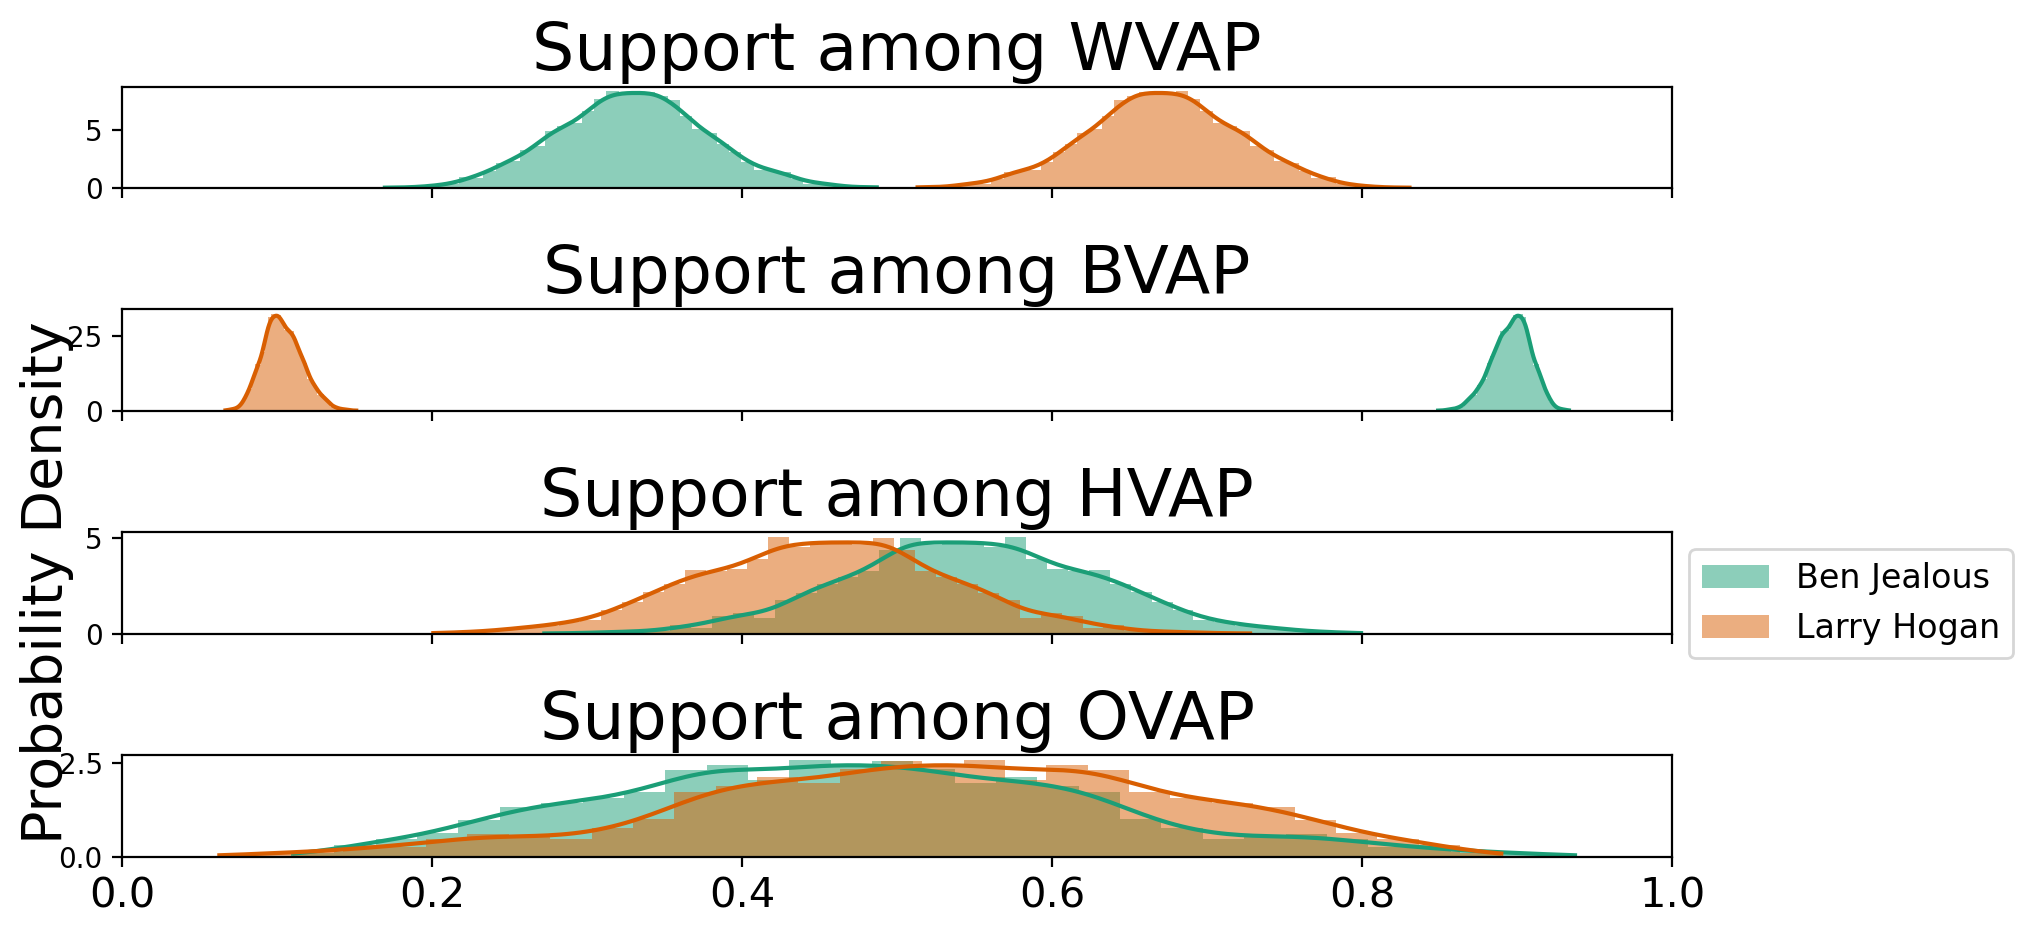 Support among WVAP
5
0
Support among BVAP
25
0
Support among HVAP
5
0
Support among OVAP
2.5
0.0
0.0 0.2 0.4 0.6 0.8 1.0
Probability Density
Ben Jealous
Larry Hogan